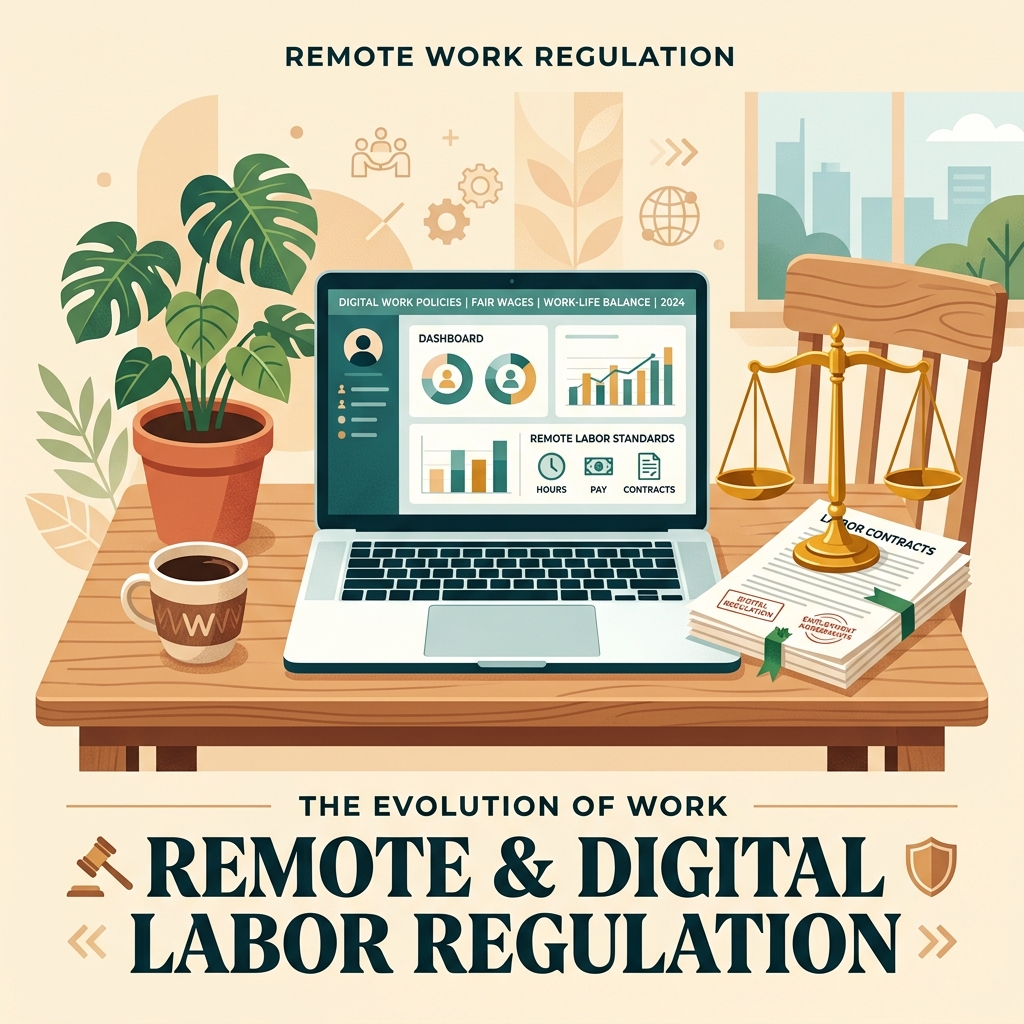 REMOTE WORK REGULATION
DIGITAL WORK POLICIES | FAIR WAGES | WORK-LIFE BALANCE | 2024
DASHBOARD
REMOTE LABOR STANDARDS
HOURS PAY CONTRACTS
LABOR CONTRACTS
DIGITAL
REGULATION
W
THE EVOLUTION OF WORK
REMOTE & DIGITAL
LABOR REGULATION